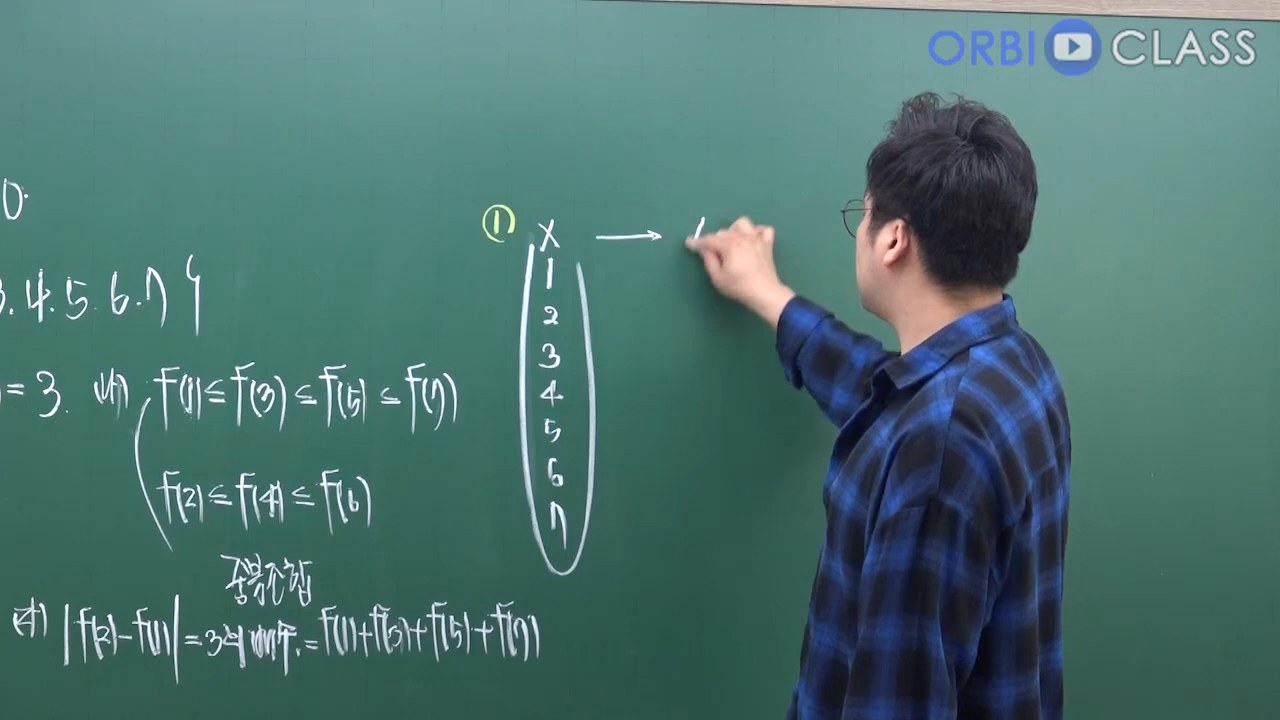 ORBI CLASS
0.
3.4.5.6.7 }
= 3. (나) f(1) ≤ f(3) ≤ f(5) ≤ f(7)
f(2) ≤ f(4) ≤ f(6)
중복조합
(다) |f(2)-f(1)| = 3의 배수. = f(1)+f(3)+f(5)+f(7)
① X →
1
2
3
4
5
6
7